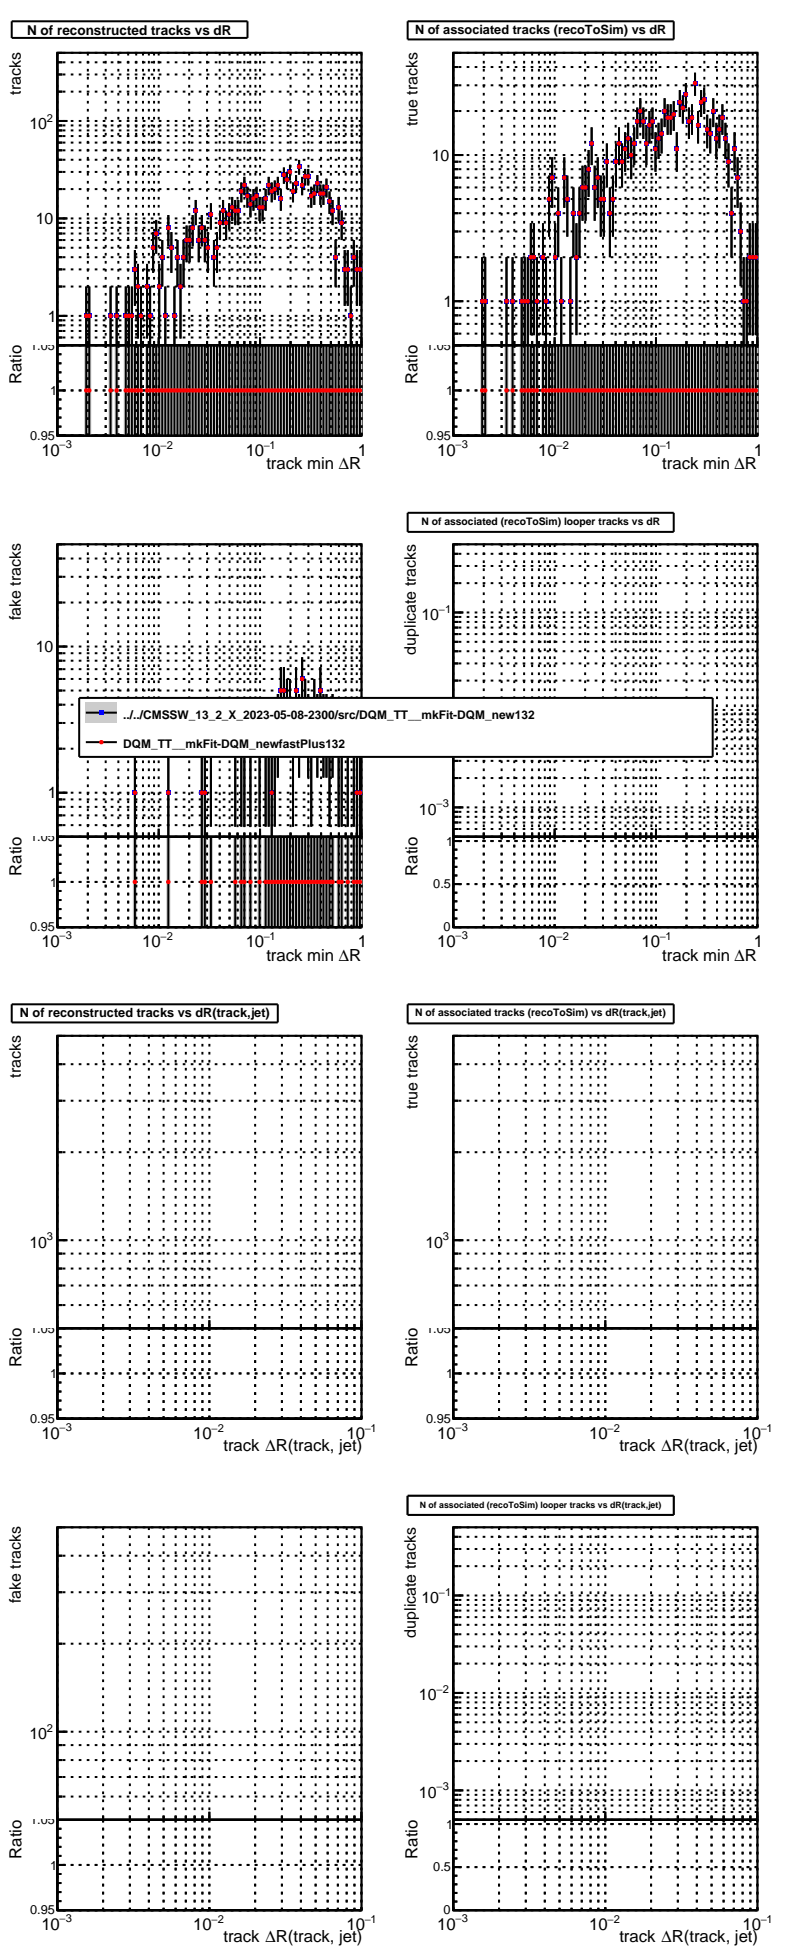 N of reconstructed tracks vs dR
tracks
10²
10
1
1.05
Ratio
1
0.95
10⁻³
10⁻²
10⁻¹
1
track min ΔR
N of associated tracks (recoToSim) vs dR
true tracks
10
1
1.05
Ratio
1
0.95
10⁻³
10⁻²
10⁻¹
1
track min ΔR
fake tracks
10
1
1.05
Ratio
1
0.95
10⁻³
10⁻²
10⁻¹
1
track min ΔR
N of associated (recoToSim) looper tracks vs dR
duplicate tracks
10⁻¹
10⁻³
1
Ratio
0.5
0
10⁻³
10⁻²
10⁻¹
1
track min ΔR
../../CMSSW_13_2_X_2023-05-08-2300/src/DQM_TT__mkFit-DQM_new132
DQM_TT__mkFit-DQM_newfastPlus132
N of reconstructed tracks vs dR(track,jet)
tracks
10³
1.05
Ratio
1
0.95
10⁻³
10⁻²
10⁻¹
track ΔR(track, jet)
N of associated tracks (recoToSim) vs dR(track,jet)
true tracks
10³
1.05
Ratio
1
0.95
10⁻³
10⁻²
10⁻¹
track ΔR(track, jet)
fake tracks
10²
1.05
Ratio
1
0.95
10⁻³
10⁻²
10⁻¹
track ΔR(track, jet)
N of associated (recoToSim) looper tracks vs dR(track,jet)
duplicate tracks
10⁻¹
10⁻²
10⁻³
1
Ratio
0.5
0
10⁻³
10⁻²
10⁻¹
track ΔR(track, jet)